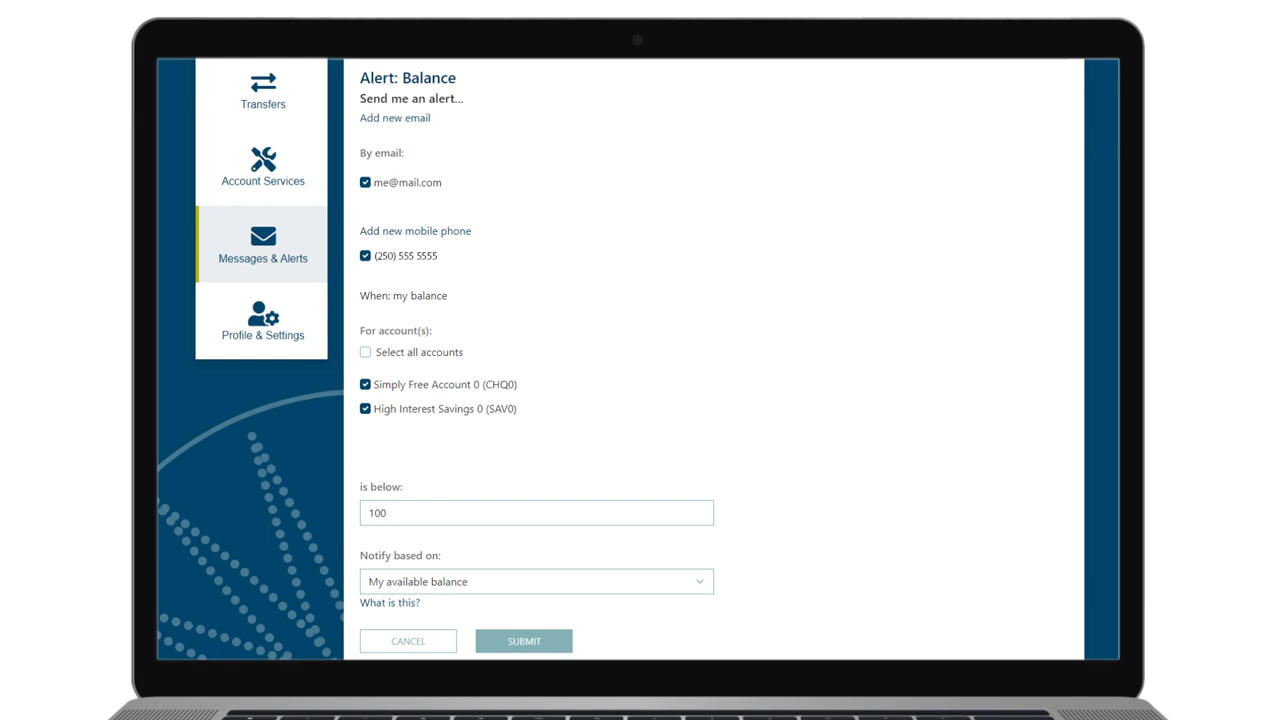 Transfers
Account Services
Messages & Alerts
Profile & Settings
Alert: Balance
Send me an alert...
Add new email
By email:
me@mail.com
Add new mobile phone
(250) 555 5555
When: my balance
For account(s):
Select all accounts
Simply Free Account 0 (CHQ0)
High Interest Savings 0 (SAV0)
is below:
100
Notify based on:
My available balance
What is this?
CANCEL
SUBMIT